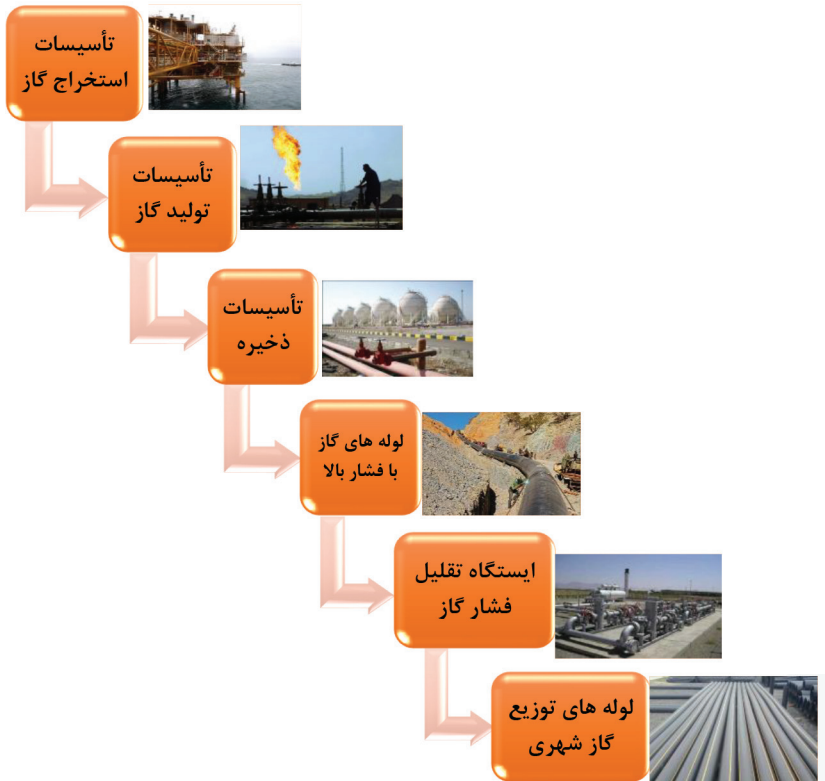 تأسیسات
استخراج گاز
تأسیسات
تولید گاز
تأسیسات
ذخیره
لوله های گاز
با فشار بالا
ایستگاه تقلیل
فشار گاز
لوله های توزیع
گاز شهری